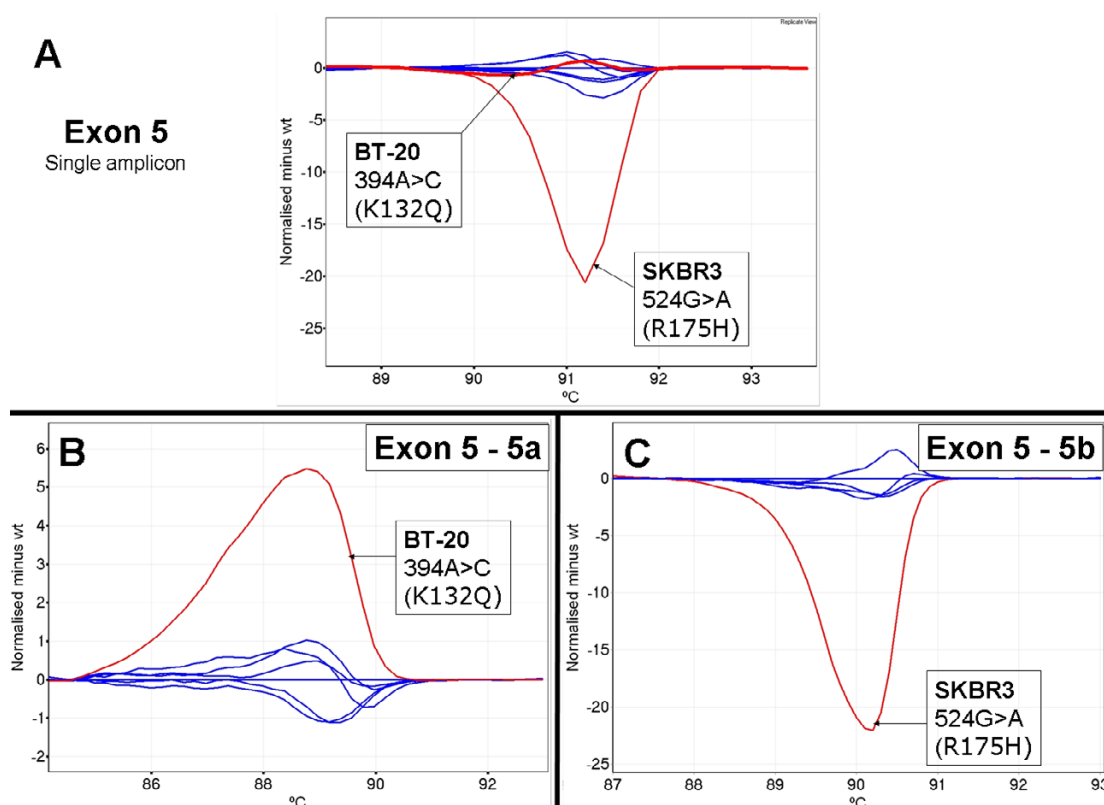 Replicate View
A
Exon 5
Single amplicon
Normalised minus wt
0
-5
-10
-15
-20
-25
BT-20
394A>C
(K132Q)
SKBR3
524G>A
(R175H)
89 90 91 92 93
ºC
B
Exon 5 - 5a
Normalised minus wt
6
5
4
3
2
1
0
-1
-2
BT-20
394A>C
(K132Q)
86 88 90 92
ºC
C
Exon 5 - 5b
Normalised minus wt
0
-5
-10
-15
-20
-25
SKBR3
524G>A
(R175H)
87 88 89 90 91 92 93
ºC